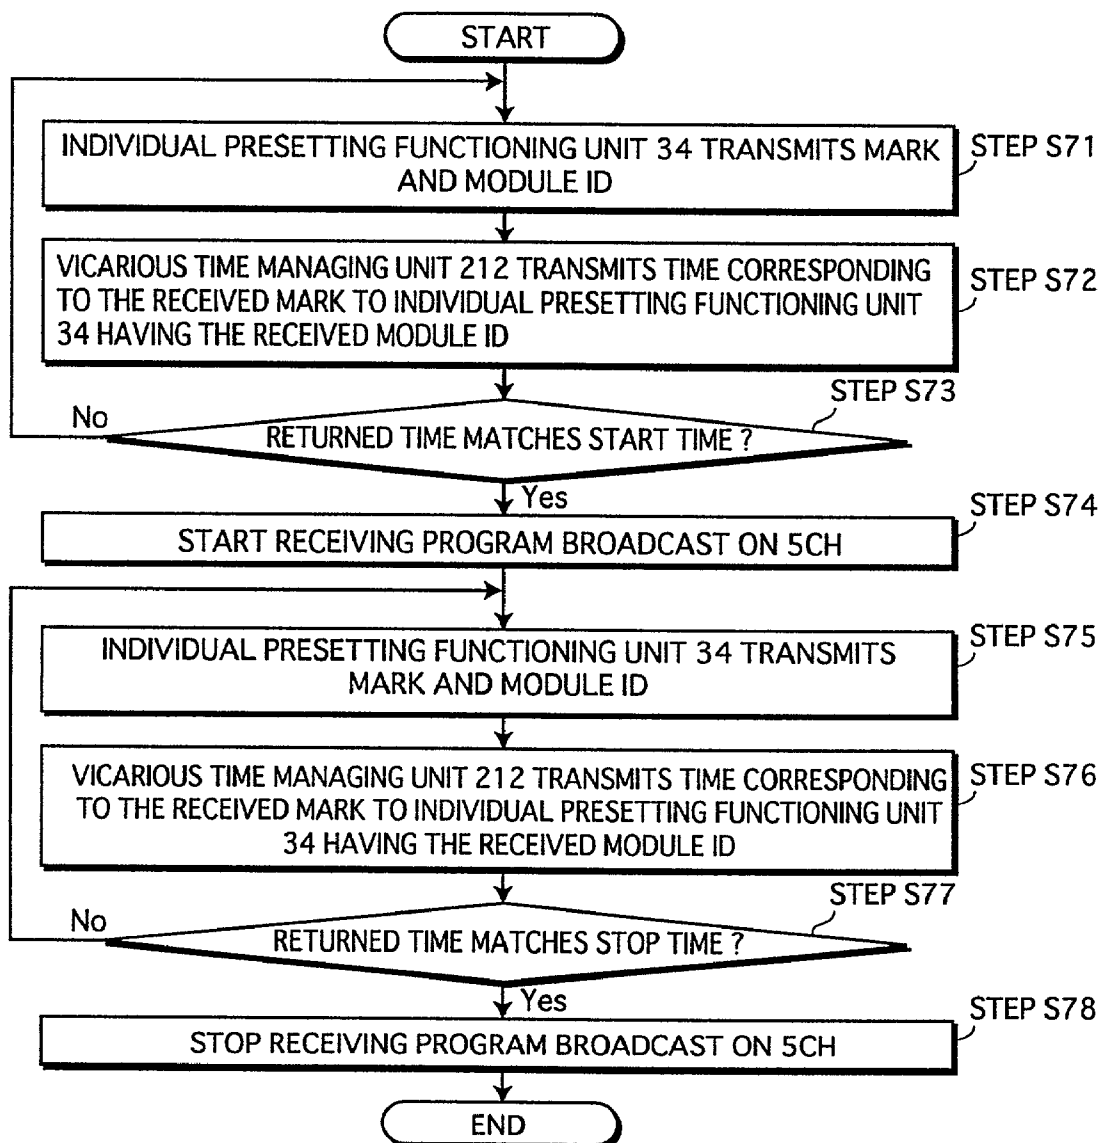 START
INDIVIDUAL PRESETTING FUNCTIONING UNIT 34 TRANSMITS MARK
AND MODULE ID
STEP S71
VICARIOUS TIME MANAGING UNIT 212 TRANSMITS TIME CORRESPONDING
TO THE RECEIVED MARK TO INDIVIDUAL PRESETTING FUNCTIONING UNIT
34 HAVING THE RECEIVED MODULE ID
STEP S72
STEP S73
No
RETURNED TIME MATCHES START TIME ?
Yes
STEP S74
START RECEIVING PROGRAM BROADCAST ON 5CH
INDIVIDUAL PRESETTING FUNCTIONING UNIT 34 TRANSMITS
MARK AND MODULE ID
STEP S75
VICARIOUS TIME MANAGING UNIT 212 TRANSMITS TIME CORRESPONDING
TO THE RECEIVED MARK TO INDIVIDUAL PRESETTING FUNCTIONING UNIT
34 HAVING THE RECEIVED MODULE ID
STEP S76
STEP S77
No
RETURNED TIME MATCHES STOP TIME ?
Yes
STEP S78
STOP RECEIVING PROGRAM BROADCAST ON 5CH
END